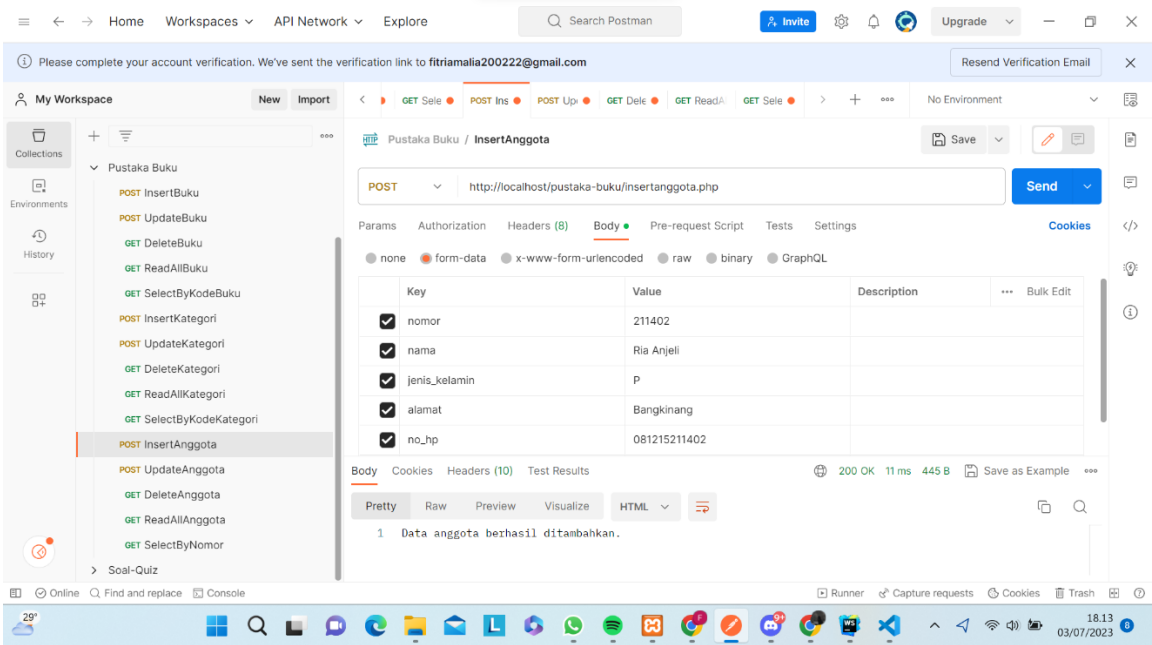 Home Workspaces API Network Explore Search Postman Invite Upgrade
Please complete your account verification. We've sent the verification link to fitriamalia200222@gmail.com Resend Verification Email
My Workspace New Import GET Sele POST Ins POST Up GET Dele GET ReadA GET Sele No Environment
Collections
Environments
History
Pustaka Buku
POST InsertBuku
POST UpdateBuku
GET DeleteBuku
GET ReadAllBuku
GET SelectByKodeBuku
POST InsertKategori
POST UpdateKategori
GET DeleteKategori
GET ReadAllKategori
GET SelectByKodeKategori
POST InsertAnggota
POST UpdateAnggota
GET DeleteAnggota
GET ReadAllAnggota
GET SelectByNomor
Soal-Quiz
HTTP Pustaka Buku / InsertAnggota Save
POST http://localhost/pustaka-buku/insertanggota.php Send
Params Authorization Headers (8) Body Pre-request Script Tests Settings Cookies
none form-data x-www-form-urlencoded raw binary GraphQL
Key Value Description Bulk Edit
nomor 211402
nama Ria Anjeli
jenis_kelamin P
alamat Bangkinang
no_hp 081215211402
Body Cookies Headers (10) Test Results 200 OK 11 ms 445 B Save as Example
Pretty Raw Preview Visualize HTML
1 Data anggota berhasil ditambahkan.
Online Find and replace Console Runner Capture requests Cookies Trash
29° L 9+ WS 18.13
03/07/2023 8